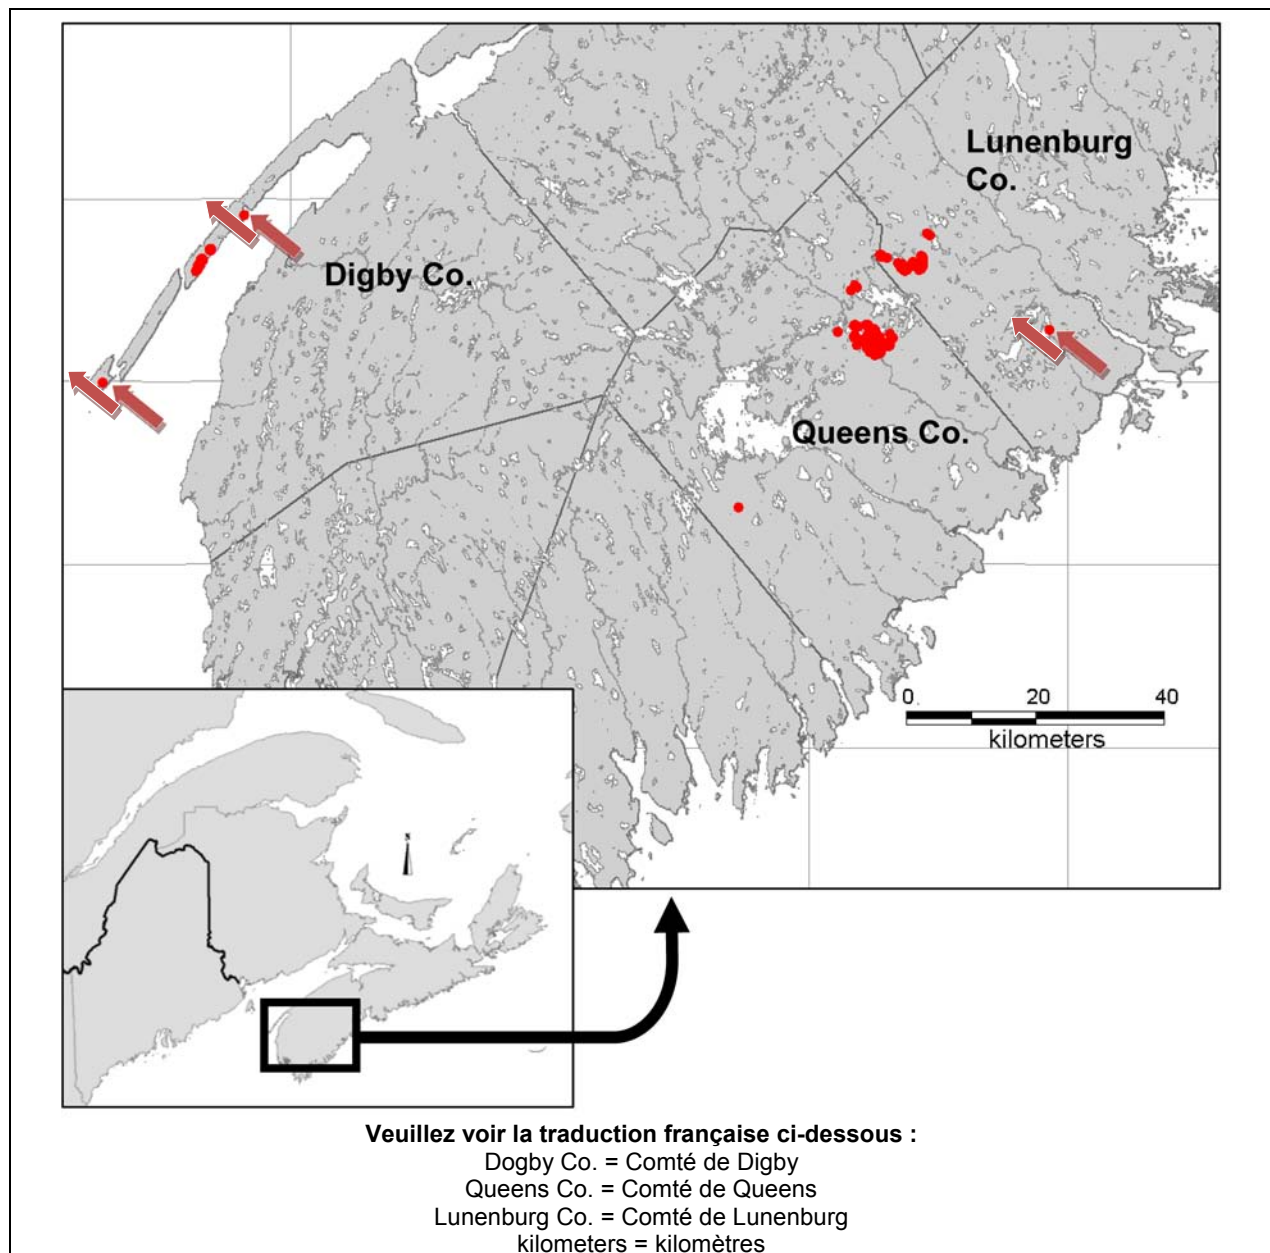 Lunenburg
Co.
Digby Co.
Queens Co.
0 20 40
kilometers
N
Veuillez voir la traduction française ci-dessous :
Dogby Co. = Comté de Digby
Queens Co. = Comté de Queens
Lunenburg Co. = Comté de Lunenburg
kilometers = kilomètres